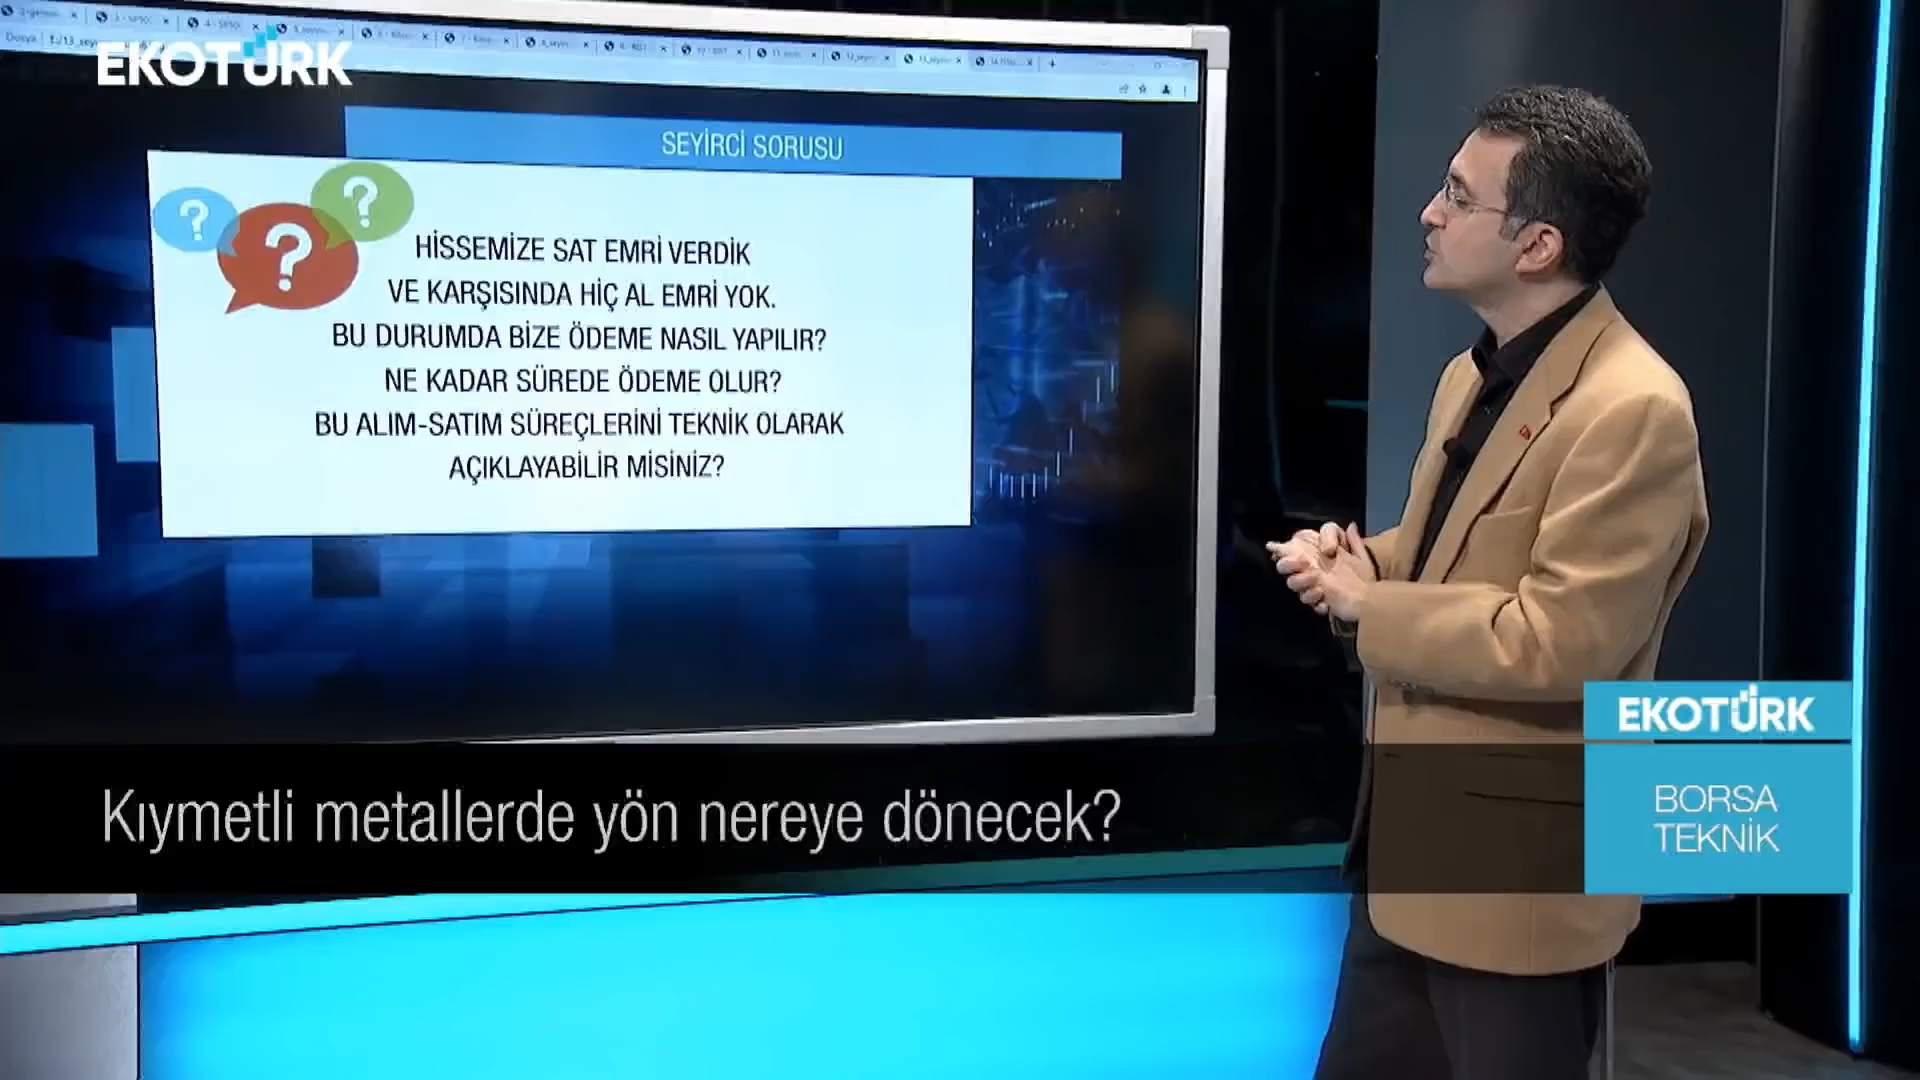 EKOTÜRK
Dosya
SEYİRCİ SORUSU
? ? ?
HİSSEMİZE SAT EMRİ VERDİK
VE KARŞISINDA HİÇ AL EMRİ YOK.
BU DURUMDA BİZE ÖDEME NASIL YAPILIR?
NE KADAR SÜREDE ÖDEME OLUR?
BU ALIM-SATIM SÜREÇLERİNİ TEKNİK OLARAK
AÇIKLAYABİLİR MİSİNİZ?
EKOTÜRK
BORSA
TEKNİK
Kıymetli metallerde yön nereye dönecek?